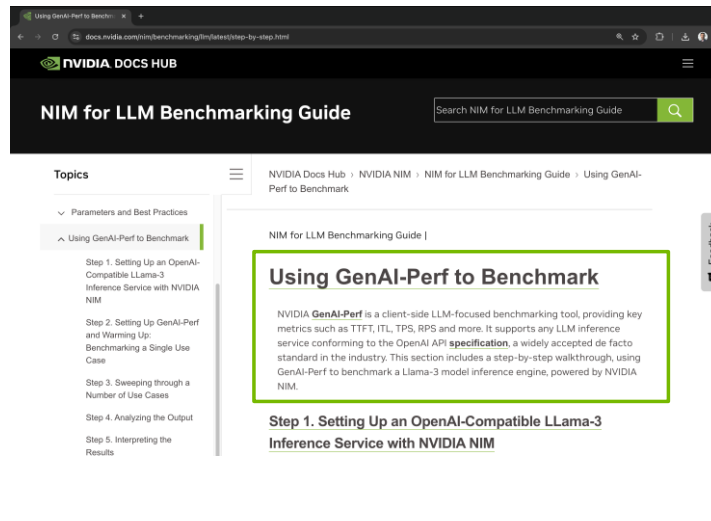 Using GenAI-Perf to Benchm
docs.nvidia.com/nim/benchmarking/llm/latest/step-by-step.html
NVIDIA. DOCS HUB
NIM for LLM Benchmarking Guide
Search NIM for LLM Benchmarking Guide
Topics
Parameters and Best Practices
Using GenAI-Perf to Benchmark
Step 1. Setting Up an OpenAI-
Compatible LLama-3
Inference Service with NVIDIA
NIM
Step 2. Setting Up GenAI-Perf
and Warming Up:
Benchmarking a Single Use
Case
Step 3. Sweeping through a
Number of Use Cases
Step 4. Analyzing the Output
Step 5. Interpreting the
Results
NVIDIA Docs Hub > NVIDIA NIM > NIM for LLM Benchmarking Guide > Using GenAI-
Perf to Benchmark
NIM for LLM Benchmarking Guide |
Using GenAI-Perf to Benchmark
NVIDIA GenAI-Perf is a client-side LLM-focused benchmarking tool, providing key
metrics such as TTFT, ITL, TPS, RPS and more. It supports any LLM inference
service conforming to the OpenAI API specification, a widely accepted de facto
standard in the industry. This section includes a step-by-step walkthrough, using
GenAI-Perf to benchmark a Llama-3 model inference engine, powered by NVIDIA
NIM.
Step 1. Setting Up an OpenAI-Compatible LLama-3
Inference Service with NVIDIA NIM